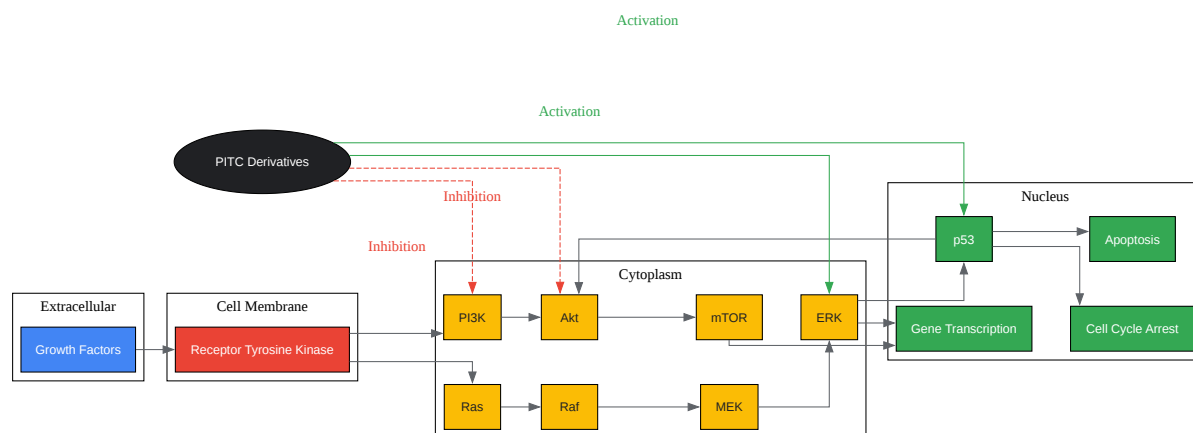 Activation
Activation
PITC Derivatives
Inhibition
Nucleus
p53
Apoptosis
Inhibition
Cytoplasm
Extracellular
Cell Membrane
PI3K
Akt
mTOR
ERK
Gene Transcription
Cell Cycle Arrest
Growth Factors
Receptor Tyrosine Kinase
Ras
Raf
MEK